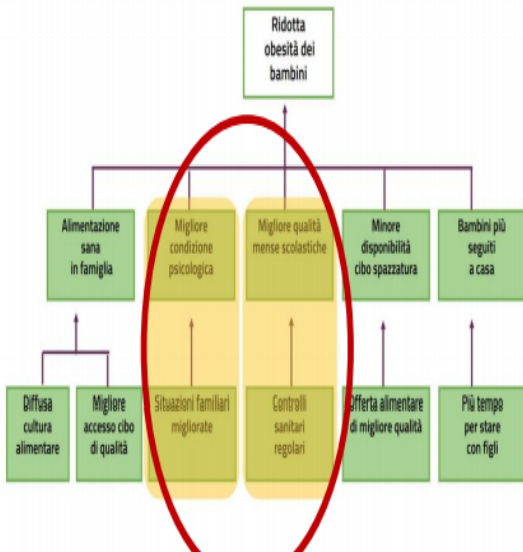 Ridotta
obesità dei
bambini
Alimentazione
sana
in famiglia
Migliore
condizione
psicologica
Migliore qualità
mense scolastiche
Minore
disponibilità
cibo spazzatura
Bambini più
seguiti
a casa
Diffusa
cultura
alimentare
Migliore
accesso cibo
di qualità
Situazioni familiari
migliorate
Controlli
sanitari
regolari
Offerta alimentare
di migliore qualità
Più tempo
per stare
con figli